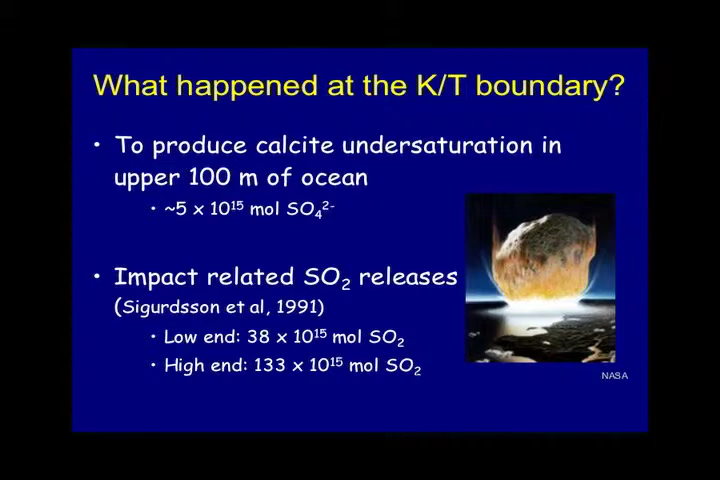 What happened at the K/T boundary?
• To produce calcite undersaturation in
upper 100 m of ocean
• ~5 x 10¹⁵ mol SO₄²⁻
• Impact related SO₂ releases
(Sigurdsson et al, 1991)
• Low end: 38 x 10¹⁵ mol SO₂
• High end: 133 x 10¹⁵ mol SO₂
NASA